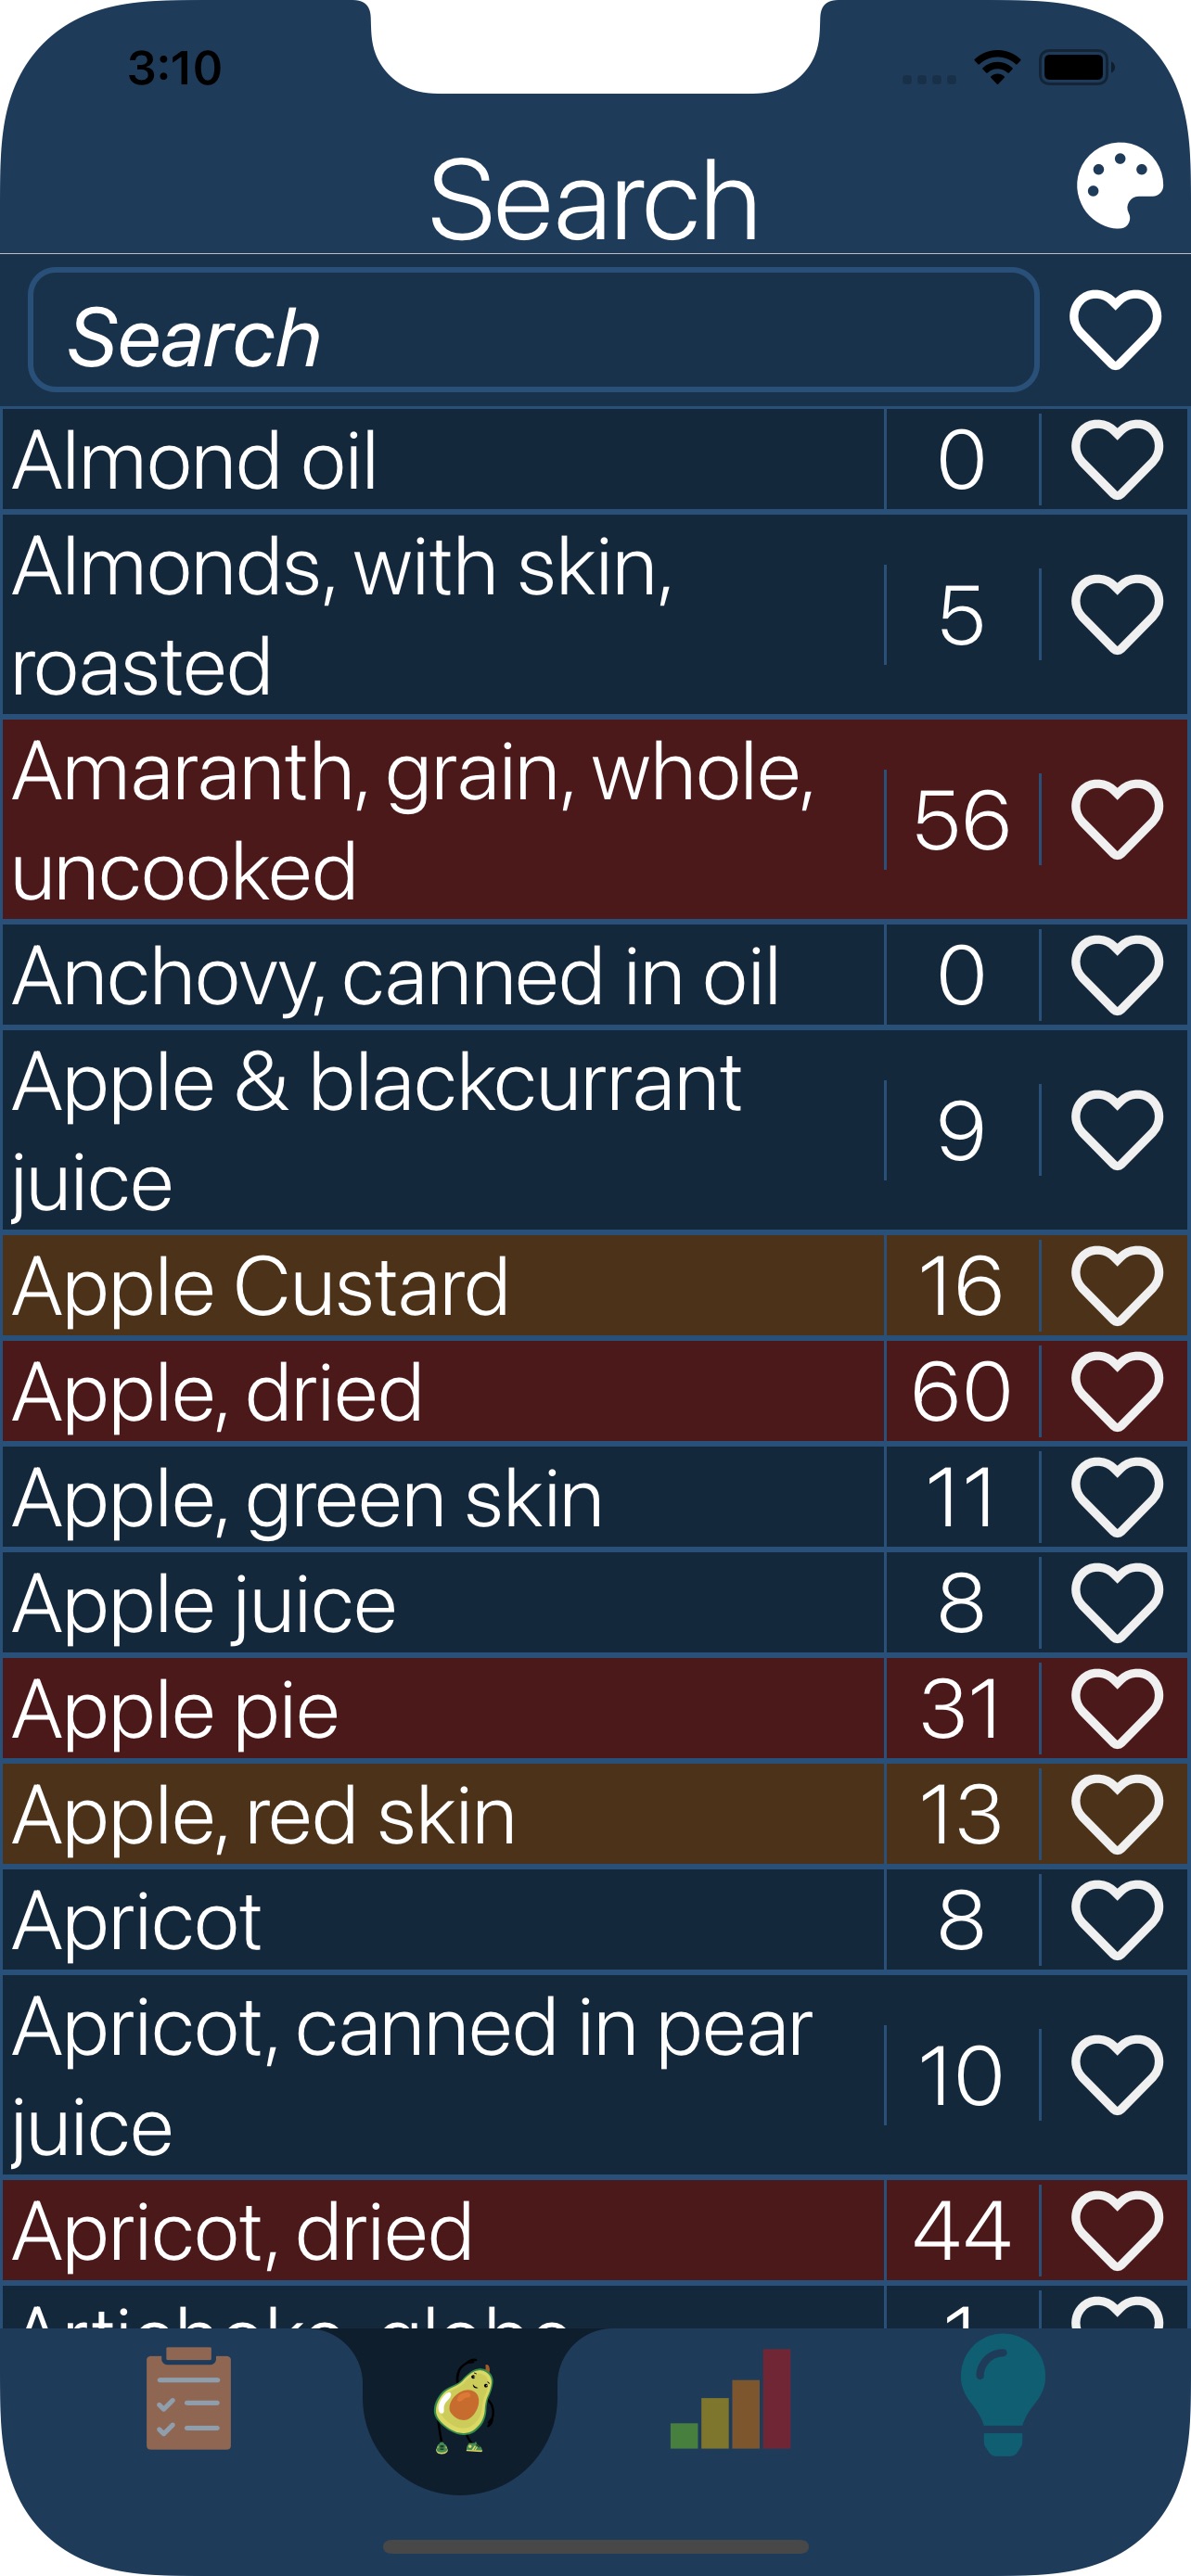 3:10
Search
Search
Almond oil 0
Almonds, with skin,
roasted 5
Amaranth, grain, whole,
uncooked 56
Anchovy, canned in oil 0
Apple & blackcurrant
juice 9
Apple Custard 16
Apple, dried 60
Apple, green skin 11
Apple juice 8
Apple pie 31
Apple, red skin 13
Apricot 8
Apricot, canned in pear
juice 10
Apricot, dried 44
Artichoke, globe 1